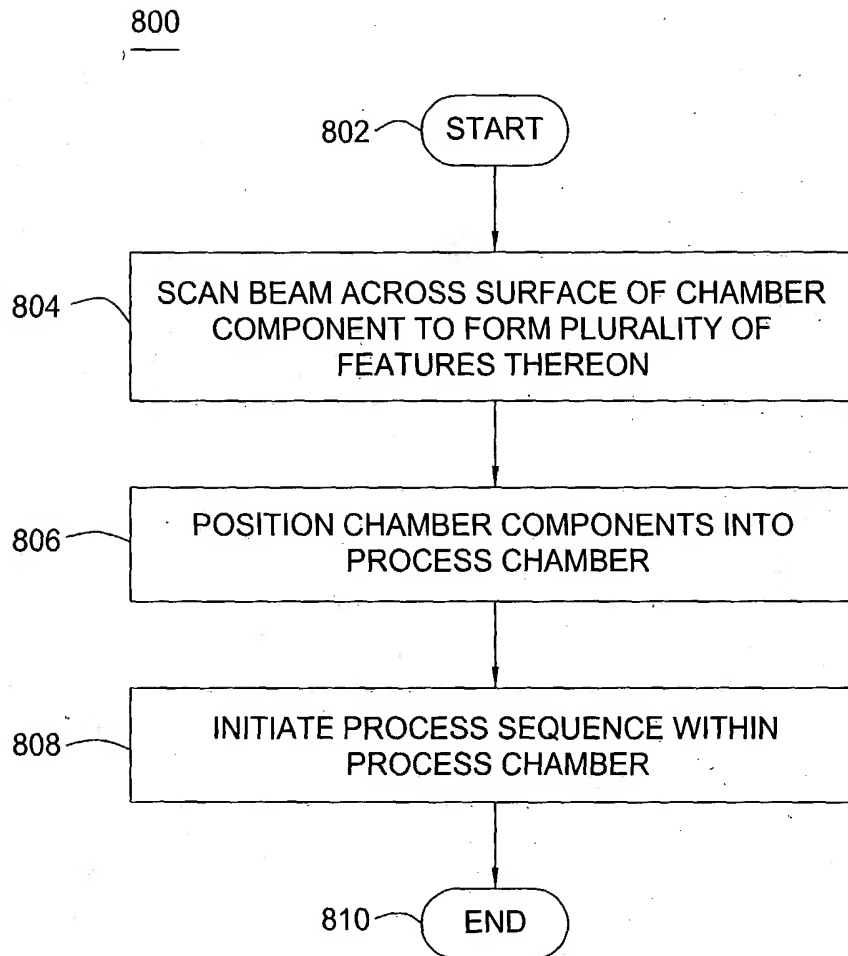 800
802
START
804
SCAN BEAM ACROSS SURFACE OF CHAMBER
COMPONENT TO FORM PLURALITY OF
FEATURES THEREON
806
POSITION CHAMBER COMPONENTS INTO
PROCESS CHAMBER
808
INITIATE PROCESS SEQUENCE WITHIN
PROCESS CHAMBER
810
END